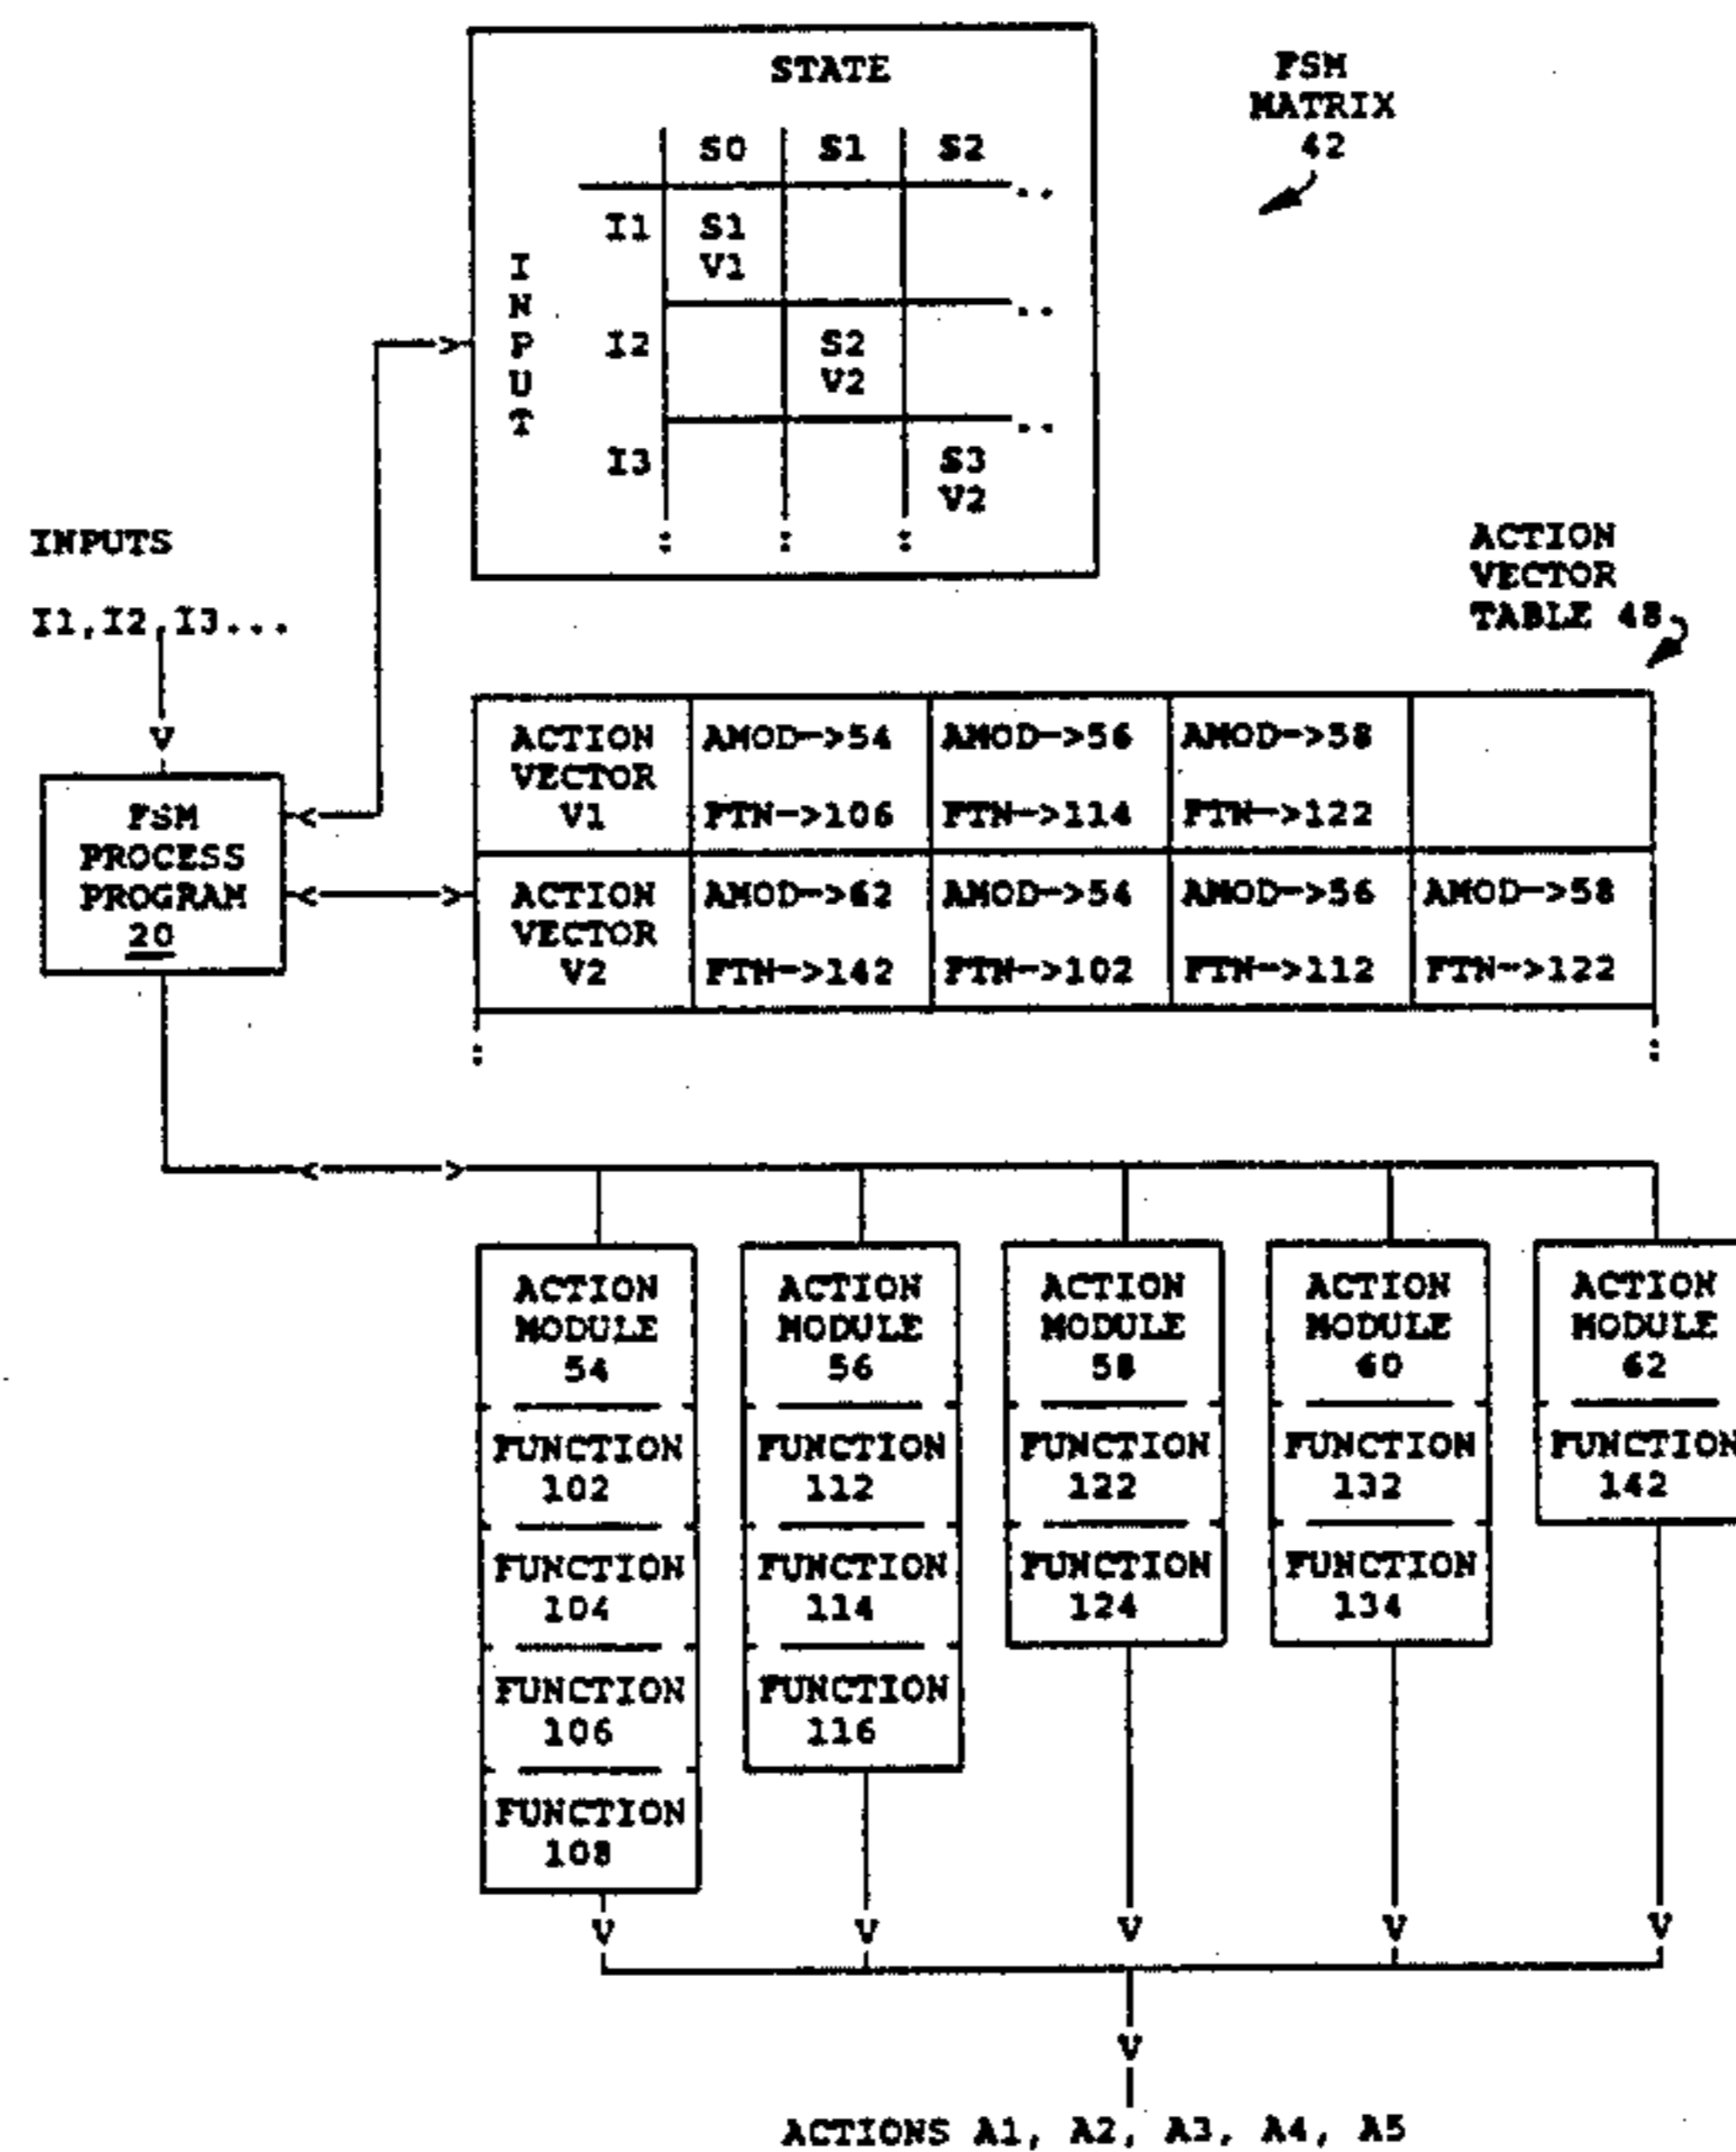 STATE
FSM
MATRIX
42
S0 S1 S2
I1 S1
V1
INPUT
I2 S2
V2
I3 S3
V2
INPUTS
I1,I2,I3...
ACTION
VECTOR
TABLE 48
FSM
PROCESS
PROGRAM
20
ACTION AMOD->54 AMOD->56 AMOD->58
VECTOR
V1 FTN->106 FTN->114 FTN->122
ACTION AMOD->62 AMOD->54 AMOD->56 AMOD->58
VECTOR
V2 FTN->142 FTN->102 FTN->112 FTN->122
ACTION ACTION ACTION ACTION ACTION
MODULE MODULE MODULE MODULE MODULE
54 56 58 60 62
FUNCTION FUNCTION FUNCTION FUNCTION FUNCTION
102 112 122 132 142
FUNCTION FUNCTION FUNCTION FUNCTION
104 114 124 134
FUNCTION FUNCTION
106 116
FUNCTION
108
ACTIONS A1, A2, A3, A4, A5